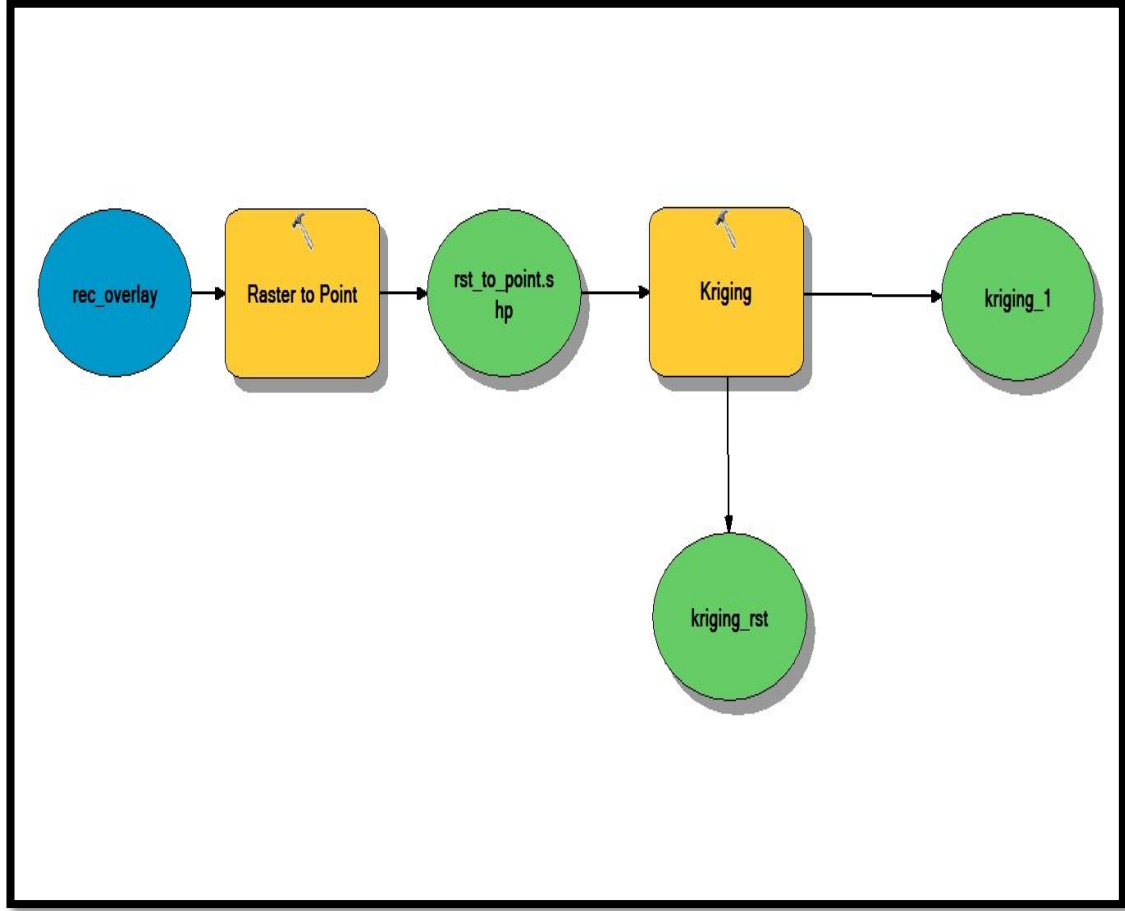 rec_overlay
Raster to Point
rst_to_point.s
hp
Kriging
kriging_1
kriging_rst